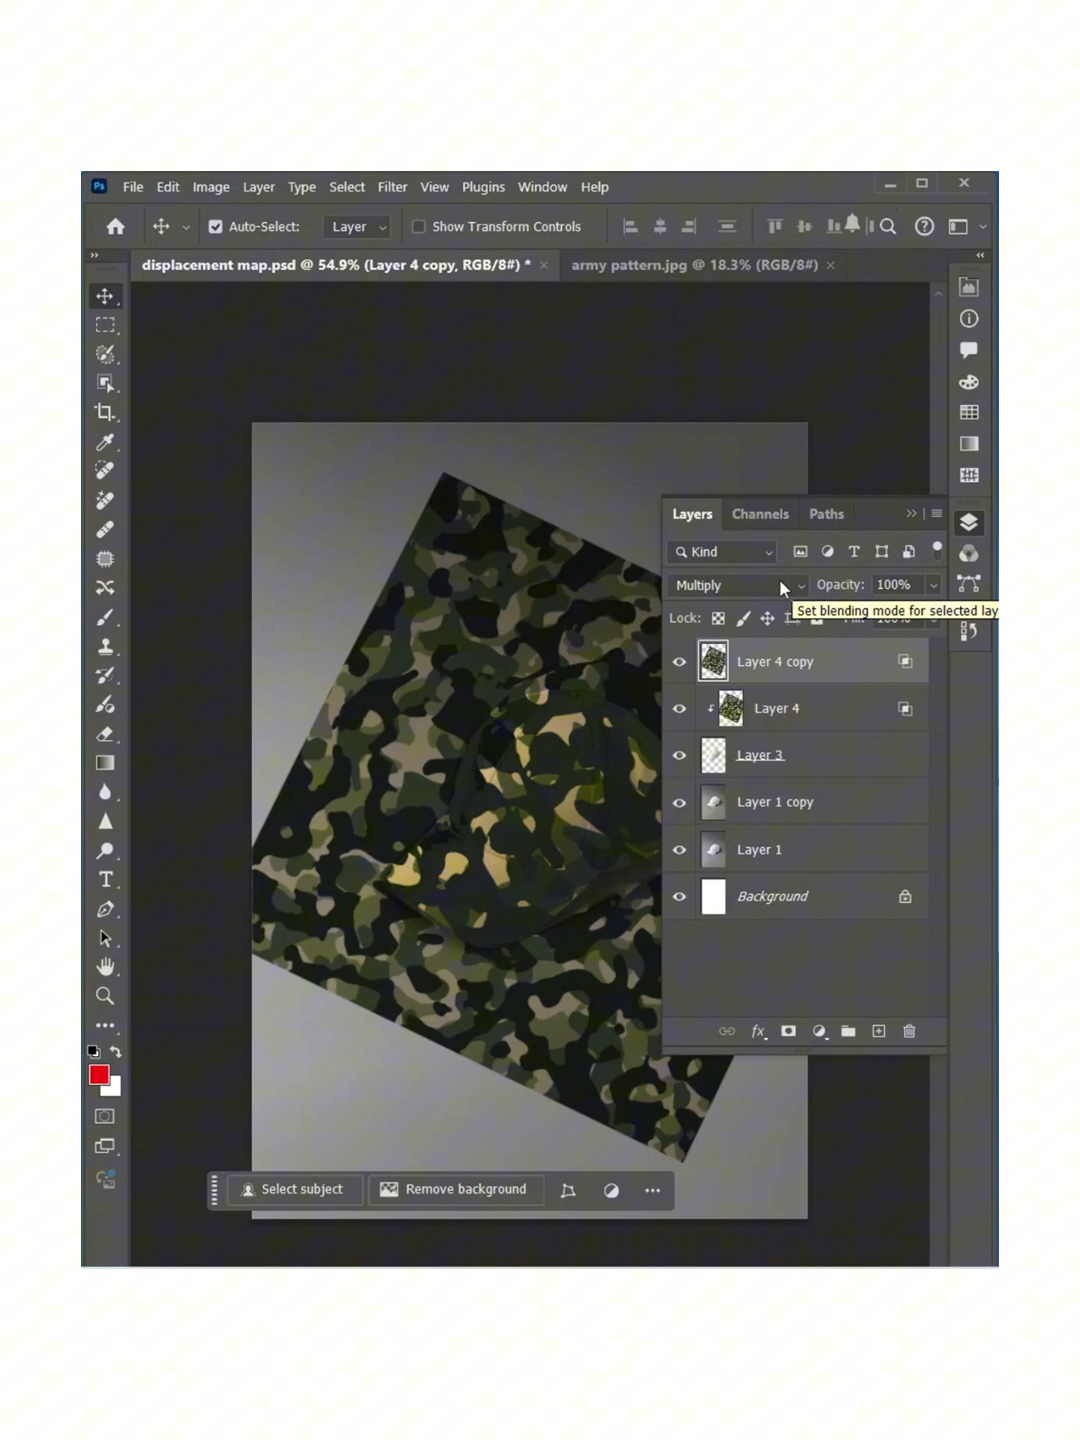 Ps File Edit Image Layer Type Select Filter View Plugins Window Help
Auto-Select: Layer Show Transform Controls
displacement map.psd @ 54.9% (Layer 4 copy, RGB/8#) * × army pattern.jpg @ 18.3% (RGB/8#) ×
Layers Channels Paths
Kind
Multiply Opacity: 100%
Set blending mode for selected lay
Lock:
Layer 4 copy
Layer 4
Layer 3
Layer 1 copy
Layer 1
Background
fx
Select subject Remove background